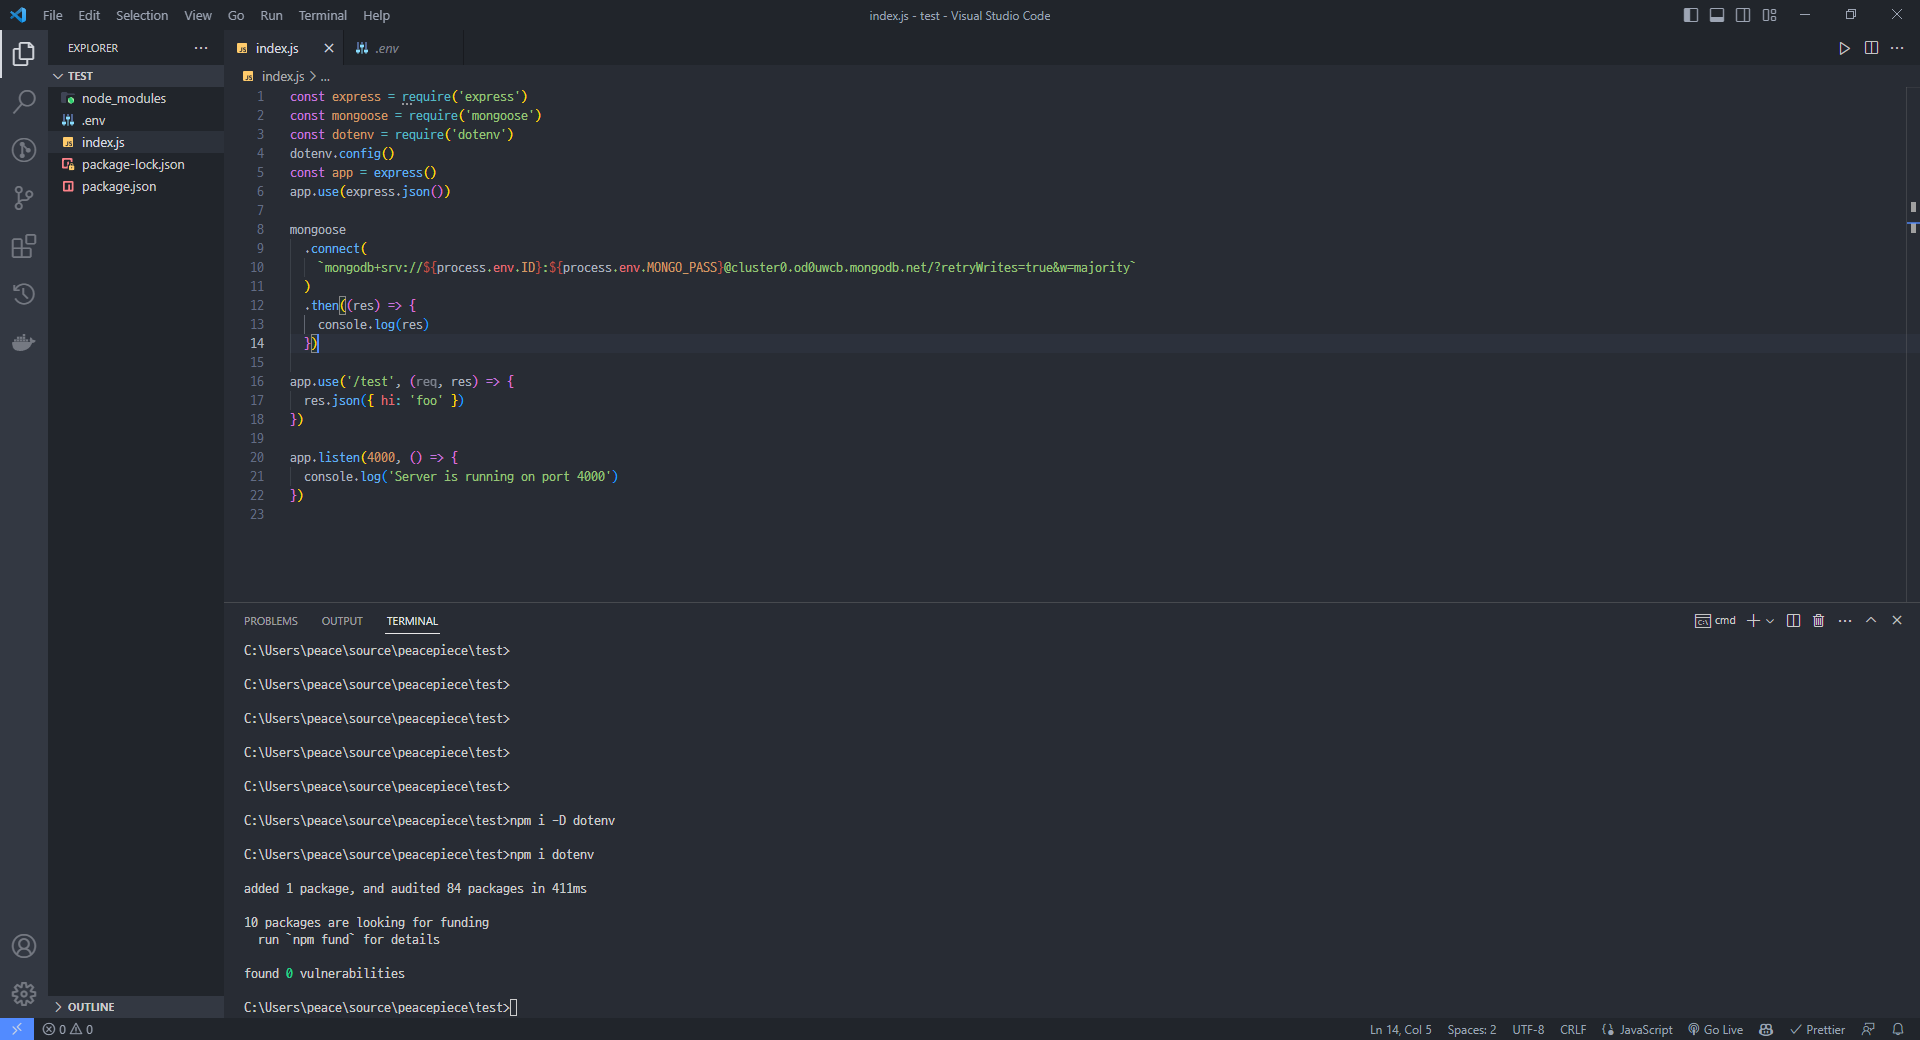 File Edit Selection View Go Run Terminal Help
index.js - test - Visual Studio Code
EXPLORER
TEST
node_modules
.env
index.js
package-lock.json
package.json
OUTLINE
index.js
.env
index.js > ...
1 const express = require('express')
2 const mongoose = require('mongoose')
3 const dotenv = require('dotenv')
4 dotenv.config()
5 const app = express()
6 app.use(express.json())
7
8 mongoose
9 .connect(
10 `mongodb+srv://${process.env.ID}:${process.env.MONGO_PASS}@cluster0.od0uwcb.mongodb.net/?retryWrites=true&w=majority`
11 )
12 .then((res) => {
13 console.log(res)
14 })
15
16 app.use('/test', (req, res) => {
17 res.json({ hi: 'foo' })
18 })
19
20 app.listen(4000, () => {
21 console.log('Server is running on port 4000')
22 })
23
PROBLEMS OUTPUT TERMINAL
cmd
C:\Users\peace\source\peacepiece\test>
C:\Users\peace\source\peacepiece\test>
C:\Users\peace\source\peacepiece\test>
C:\Users\peace\source\peacepiece\test>
C:\Users\peace\source\peacepiece\test>
C:\Users\peace\source\peacepiece\test>npm i -D dotenv
C:\Users\peace\source\peacepiece\test>npm i dotenv
added 1 package, and audited 84 packages in 411ms
10 packages are looking for funding
run `npm fund` for details
found 0 vulnerabilities
C:\Users\peace\source\peacepiece\test>
0 0
Ln 14, Col 5 Spaces: 2 UTF-8 CRLF JavaScript Go Live Prettier